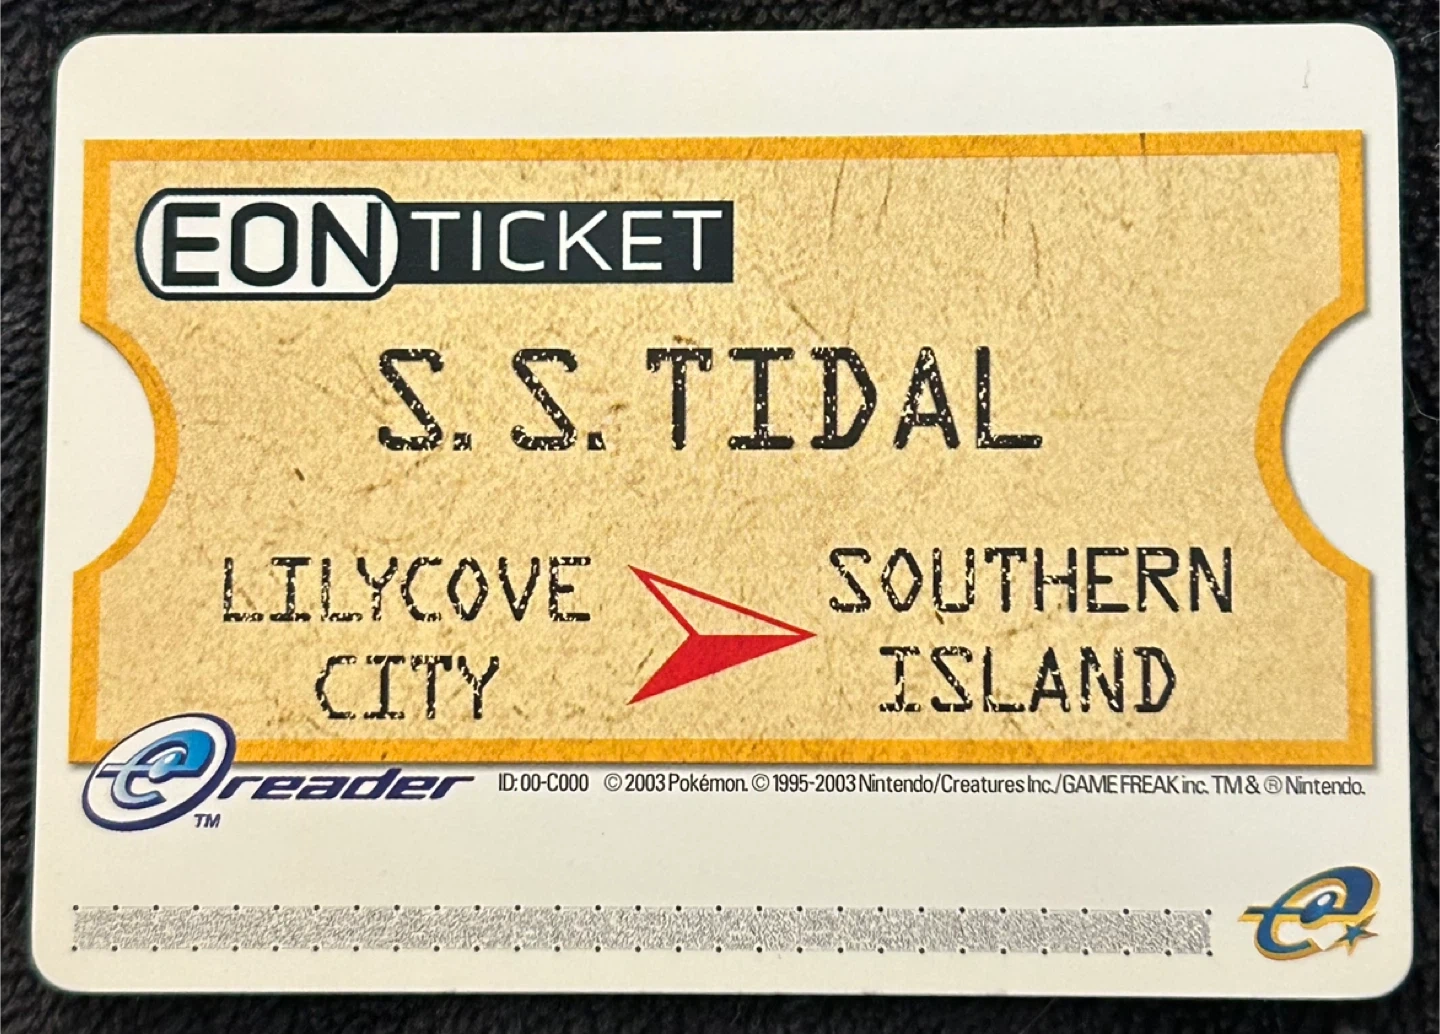 EON TICKET
S.S. TIDAL
LILYCOVE
CITY
SOUTHERN
ISLAND
e reader TM
ID: 00-C000 © 2003 Pokémon. © 1995-2003 Nintendo/Creatures Inc./GAME FREAK inc. TM & ® Nintendo.
e